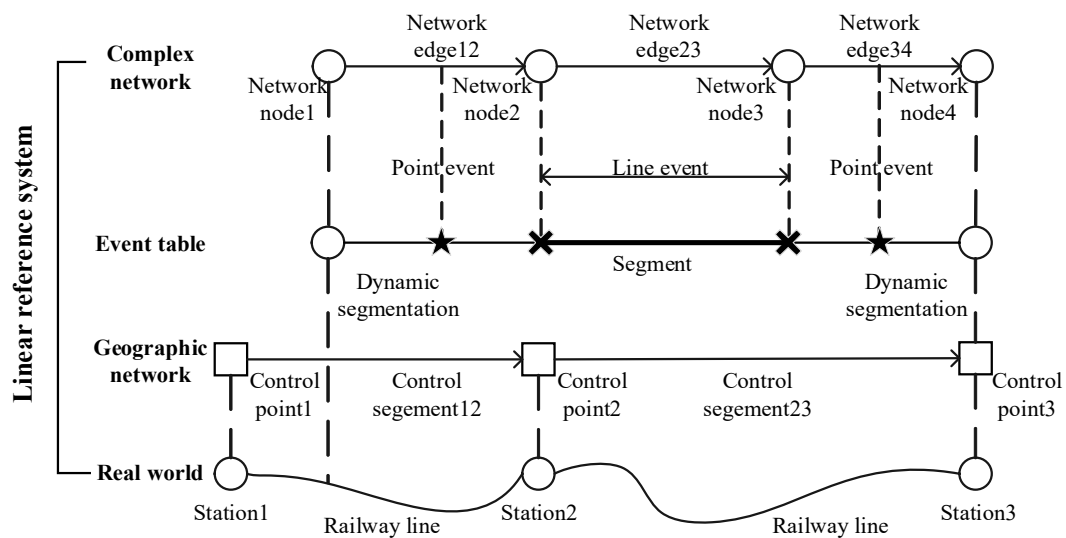 Linear reference system
Complex
network
Network
edge12
Network
edge23
Network
edge34
Network
node1
Network
node2
Network
node3
Network
node4
Point event
Line event
Point event
Event table
Segment
Dynamic
segmentation
Dynamic
segmentation
Geographic
network
Control
point1
Control
segement12
Control
point2
Control
segement23
Control
point3
Real world
Station1
Railway line
Station2
Railway line
Station3